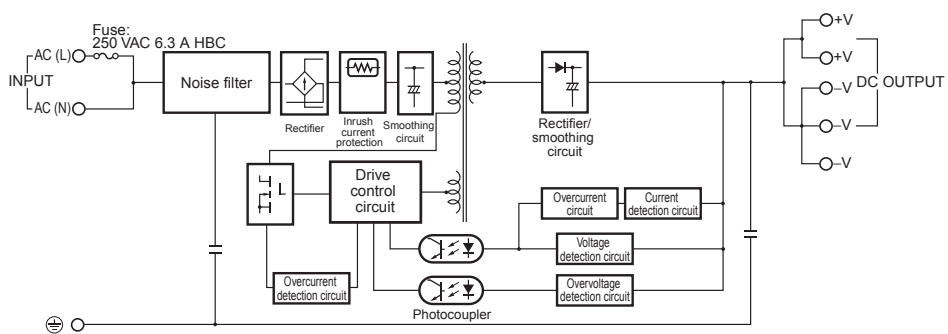 Fuse:
250 VAC 6.3 A HBC
AC (L)
INPUT
AC (N)
Noise filter
Rectifier
Inrush
current
protection
Smoothing
circuit
Rectifier/
smoothing
circuit
+V
+V
–V
DC OUTPUT
–V
–V
Drive
control
circuit
Overcurrent
circuit
Current
detection circuit
Voltage
detection circuit
Overcurrent
detection circuit
Overvoltage
detection circuit
Photocoupler